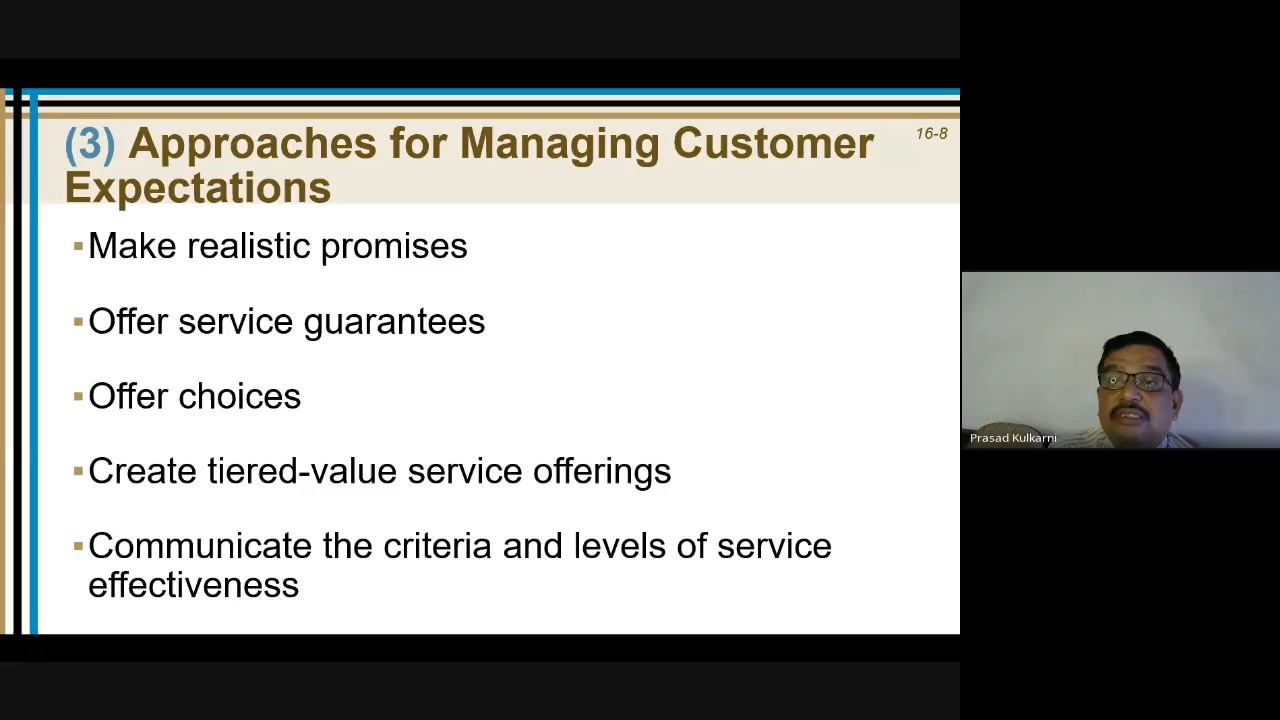 (3) Approaches for Managing Customer
Expectations
16-8
▪Make realistic promises
▪Offer service guarantees
▪Offer choices
▪Create tiered-value service offerings
▪Communicate the criteria and levels of service
effectiveness
Prasad Kulkarni